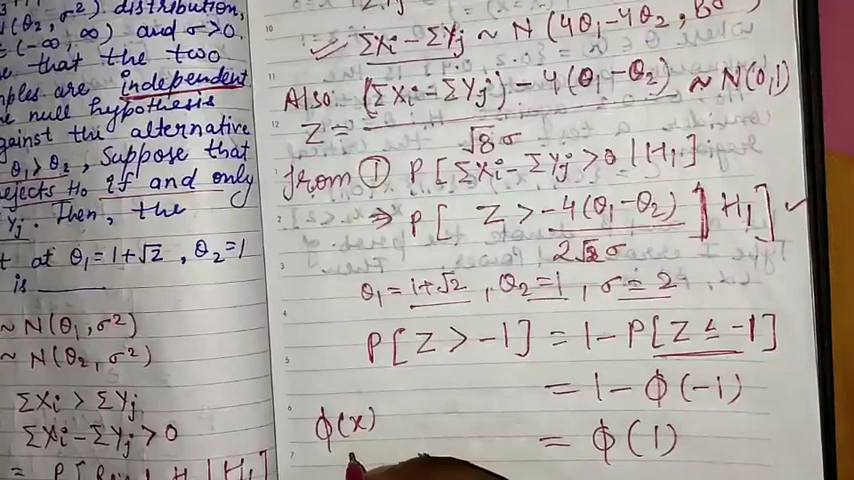 (θ₂, σ²) distribution,
∈ (-∞, ∞) and σ>0.
that the two
samples are independent
null hypothesis
against the alternative
θ₁ > θ₂, Suppose that
rejects H₀ if and only
Yj. Then, the
at θ₁ = 1+√2, θ₂ = 1
is ____
~ N(θ₁, σ²)
~ N(θ₂, σ²)
ΣXi > ΣYj
ΣXi - ΣYj > 0
ΣXi - ΣYj ~ N (4θ₁-4θ₂, 8σ²
Also: (ΣXi - ΣYj) - 4(θ₁-θ₂) ~ N(0,1)
Z =
√8 σ
from ① P[ΣXi - ΣYj > 0 | H₁]
⇒ P[ Z > -4(θ₁-θ₂) | H₁] ✓
2√2σ
θ₁ = 1+√2, θ₂ = 1, σ = 2
P[Z > -1] = 1 - P[Z ≤ -1]
= 1 - ϕ(-1)
ϕ(x)
= ϕ(1)